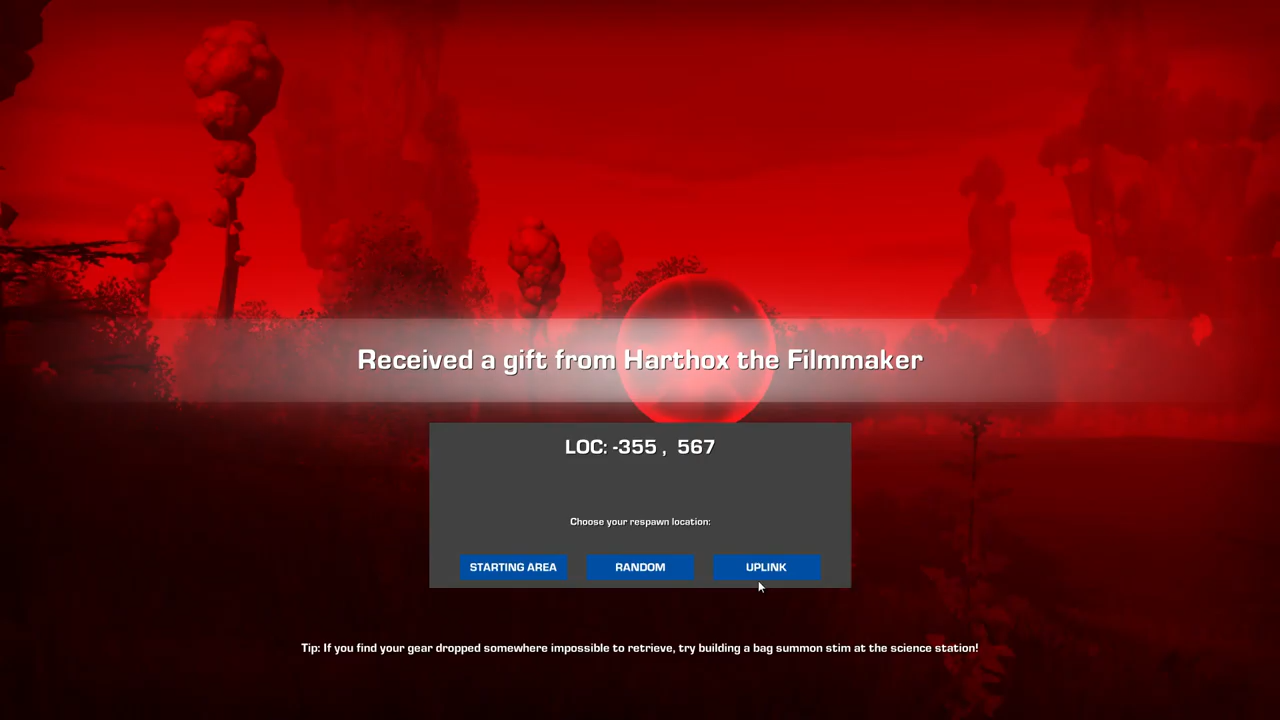 Received a gift from Harthox the Filmmaker
LOC: -355 , 567
Choose your respawn location:
STARTING AREA
RANDOM
UPLINK
Tip: If you find your gear dropped somewhere impossible to retrieve, try building a bag summon stim at the science station!